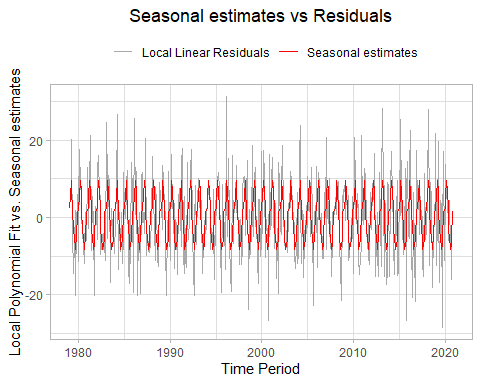 Seasonal estimates vs Residuals
Local Linear Residuals Seasonal estimates
Local Polynomial Fit vs. Seasonal estimates
20
0
-20
1980 1990 2000 2010 2020
Time Period